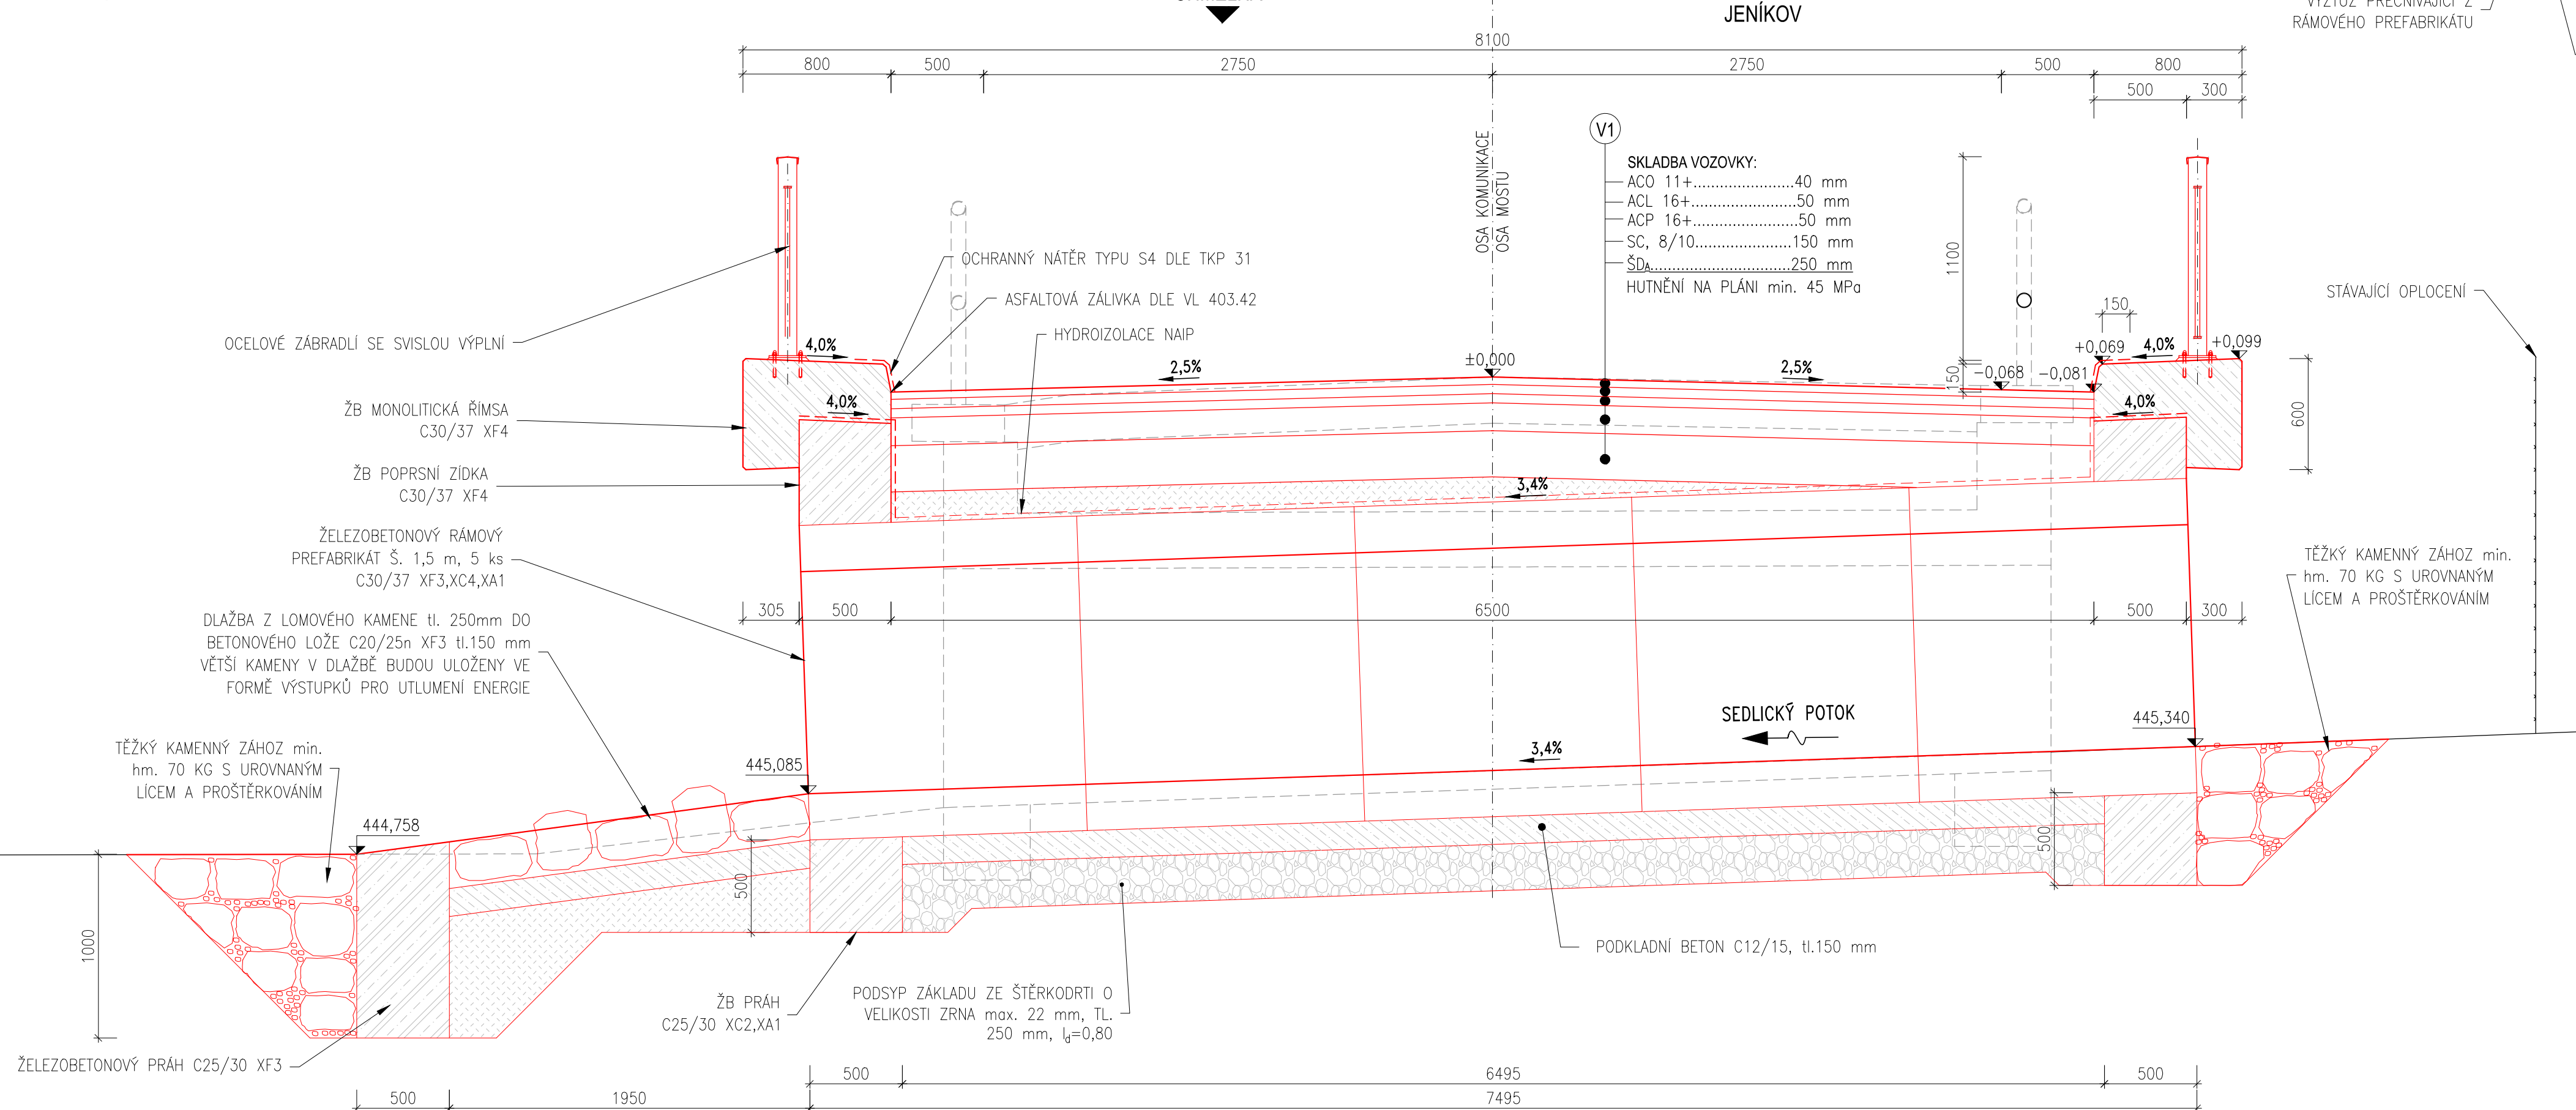 JENÍKOV
RÁMOVÉHO PREFABRIKÁTU
8100
800
500
2750
2750
500
800
500
300
V1
SKLADBA VOZOVKY:
ACO 11+.......................40 mm
ACL 16+........................50 mm
ACP 16+........................50 mm
SC, 8/10......................150 mm
ŠDA................................250 mm
HUTNĚNÍ NA PLÁNI min. 45 MPa
OSA KOMUNIKACE
OSA MOSTU
OCHRANNÝ NÁTĚR TYPU S4 DLE TKP 31
ASFALTOVÁ ZÁLIVKA DLE VL 403.42
HYDROIZOLACE NAIP
1100
150
150
STÁVAJÍCÍ OPLOCENÍ
OCELOVÉ ZÁBRADLÍ SE SVISLOU VÝPLNÍ
4,0%
2,5%
±0,000
2,5%
-0,068
-0,081
+0,069
4,0%
+0,099
ŽB MONOLITICKÁ ŘÍMSA
C30/37 XF4
4,0%
4,0%
600
ŽB POPRSNÍ ZÍDKA
C30/37 XF4
3,4%
ŽELEZOBETONOVÝ RÁMOVÝ
PREFABRIKÁT Š. 1,5 m, 5 ks
C30/37 XF3,XC4,XA1
TĚŽKÝ KAMENNÝ ZÁHOZ min.
hm. 70 KG S UROVNANÝM
LÍCEM A PROŠTĚRKOVÁNÍM
305
500
6500
500
300
DLAŽBA Z LOMOVÉHO KAMENE tl. 250mm DO
BETONOVÉHO LOŽE C20/25n XF3 tl.150 mm
VĚTŠÍ KAMENY V DLAŽBĚ BUDOU ULOŽENY VE
FORMĚ VÝSTUPKŮ PRO UTLUMENÍ ENERGIE
SEDLICKÝ POTOK
3,4%
445,340
445,085
TĚŽKÝ KAMENNÝ ZÁHOZ min.
hm. 70 KG S UROVNANÝM
LÍCEM A PROŠTĚRKOVÁNÍM
444,758
500
500
1000
PODKLADNÍ BETON C12/15, tl.150 mm
ŽB PRÁH
C25/30 XC2,XA1
PODSYP ZÁKLADU ZE ŠTĚRKODRTI O
VELIKOSTI ZRNA max. 22 mm, TL.
250 mm, Id=0,80
ŽELEZOBETONOVÝ PRÁH C25/30 XF3
500
6495
500
500
1950
7495